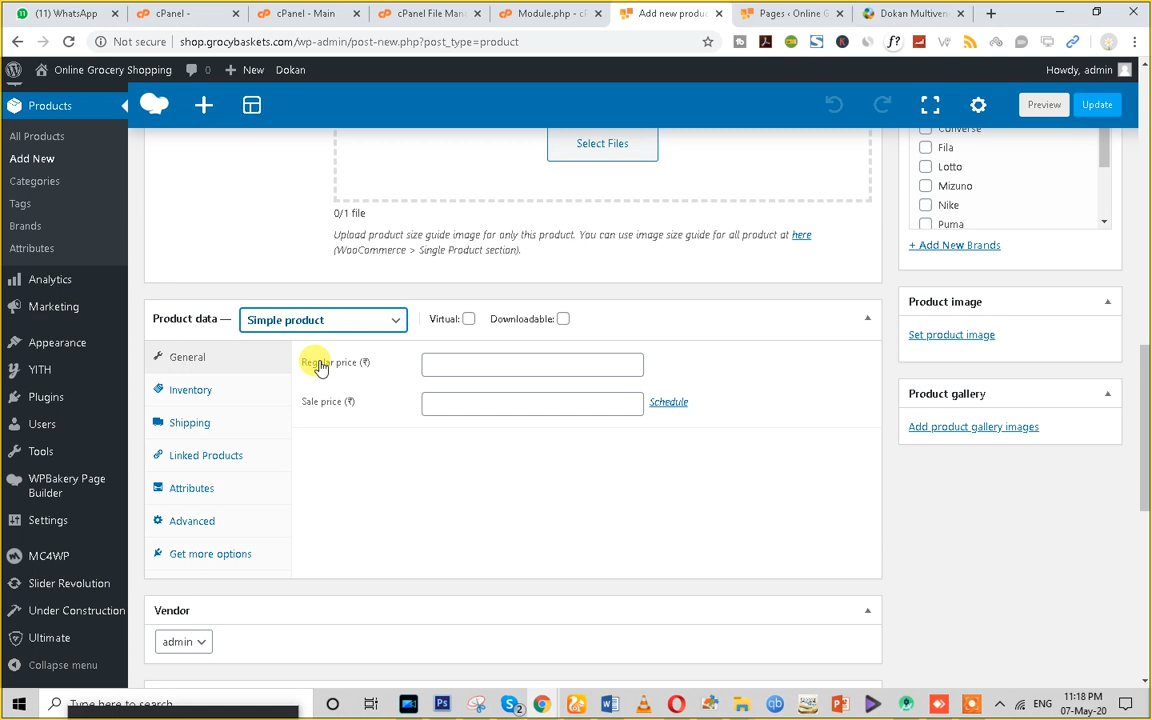 (1) WhatsApp
cPanel -
cPanel - Main
cPanel File Man
Module.php - c
Add new produ
Pages ‹ Online G
Dokan Multiven
Not secure
shop.grocybaskets.com/wp-admin/post-new.php?post_type=product
Online Grocery Shopping
0
New
Dokan
Howdy, admin
Products
All Products
Add New
Categories
Tags
Brands
Attributes
Analytics
Marketing
Appearance
YITH
Plugins
Users
Tools
WPBakery Page
Builder
Settings
MC4WP
Slider Revolution
Under Construction
Ultimate
Collapse menu
Preview
Update
Select Files
0/1 file
Upload product size guide image for only this product. You can use image size guide for all product at here
(WooCommerce > Single Product section).
Product data —
Simple product
Virtual:
Downloadable:
General
Inventory
Shipping
Linked Products
Attributes
Advanced
Get more options
Regular price (₹)
Sale price (₹)
Schedule
Vendor
admin
Converse
Fila
Lotto
Mizuno
Nike
Puma
+ Add New Brands
Product image
Set product image
Product gallery
Add product gallery images
Type here to search
2
ENG
11:18 PM
07-May-20